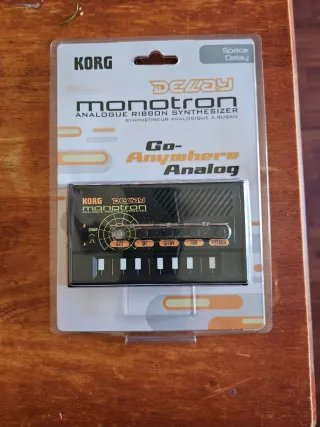 KORG
Space
Delay
DELAY
monotron
ANALOGUE RIBBON SYNTHESIZER
SYNTHÉTISEUR ANALOGIQUE À RUBAN
Go-
Anywhere
Analog
KORG DELAY
monotron